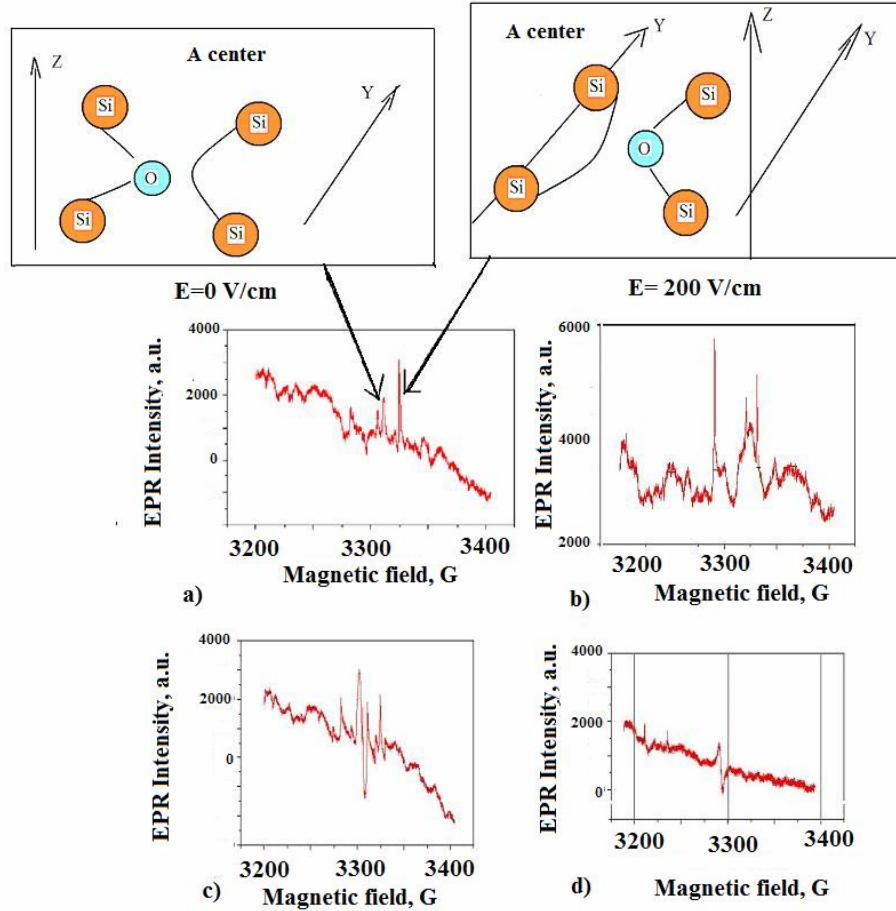 A center
Z
Y
Si
Si
O
Si
Si
A center
Y
Z
Y
Si
Si
O
Si
Si
E=0 V/cm
E= 200 V/cm
EPR Intensity, a.u.
4000
2000
0
3200 3300 3400
Magnetic field, G
a)
EPR Intensity, a.u.
6000
4000
2000
3200 3300 3400
Magnetic field, G
b)
EPR Intensity, a.u.
4000
2000
0
3200 3300 3400
Magnetic field, G
c)
EPR Intensity, a.u.
4000
2000
0
3200 3300 3400
Magnetic field, G
d)